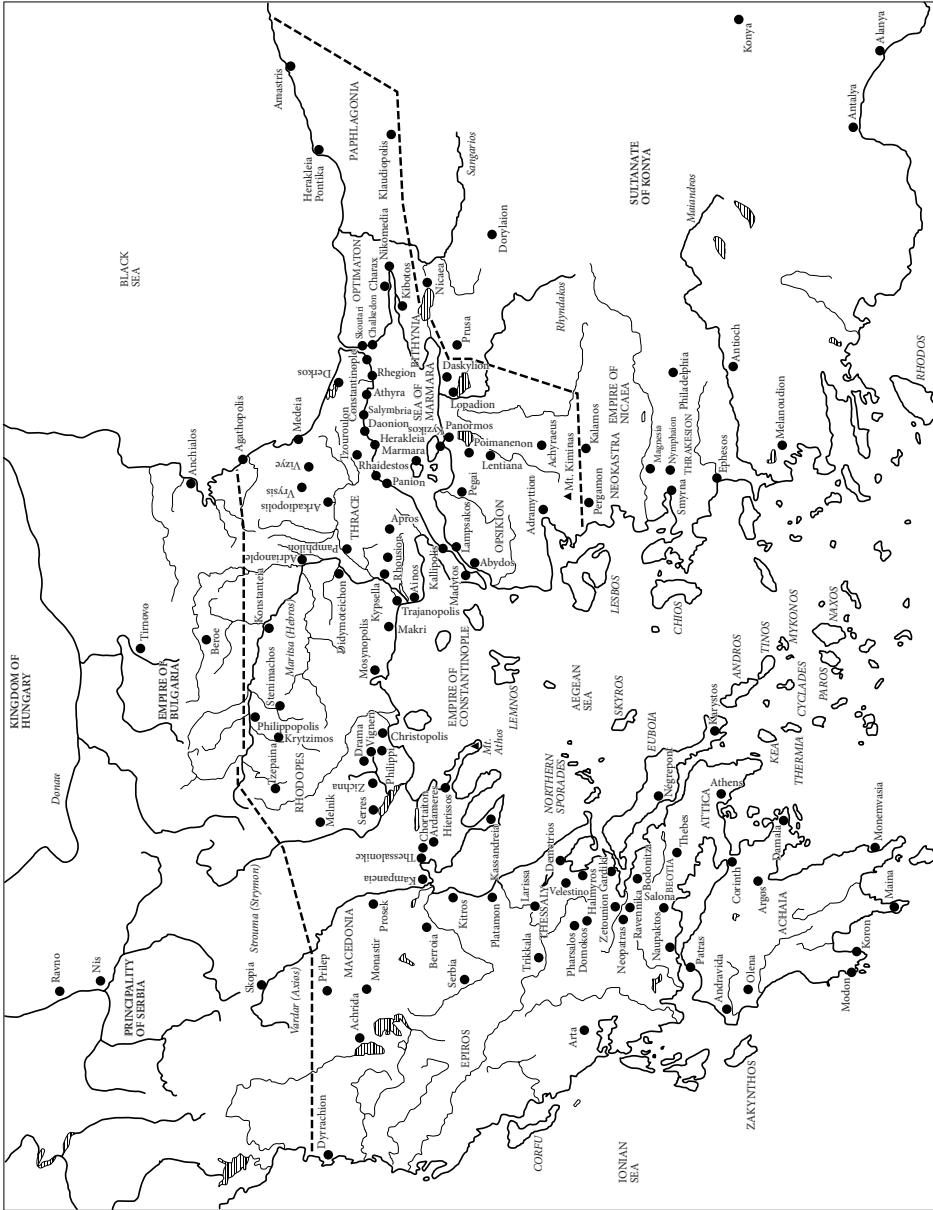 KINGDOM OF
HUNGARY
Donau
Ravno
Nis
PRINCIPALITY
OF SERBIA
Tirnovo
EMPIRE OF
BULGARIA
Beroe
Anchialos
Agathopolis
BLACK
SEA
Amastris
Herakleia
Pontika
PAPHLAGONIA
Klaudiopolis
Sangarios
Dorylaion
SULTANATE
OF KONYA
Konya
Alanya
Antalya
Maiandros
Skopia
Strouma (Strymon)
Vardar (Axios)
Prilep
MACEDONIA
Monastir
Prosek
Achrida
Dyrrachion
Melnik
RHODOPES
Tzepaina
Krytzimos
Philippopolis
Stenimachos
Konstanteia
Maritsa (Hebros)
Adrianople
Pamphilon
Didymoteichon
THRACE
Arkadiopolis
Vrysis
Vizye
Medeia
Derkos
Tzouroulon
Constantinople
Rhegion
Athyra
Salymbria
Daonion
Herakleia
Marmara
Rhaidestos
Panion
Apros
Rhousion
Kypsella
Ainos
Trajanopolis
Makri
Mosynopolis
Kallipolis
Madytos
Skoutari
Chalkedon
OPTIMATON
Charax
Nikomedia
Kibotos
BITHYNIA
Nicaea
SEA OF
MARMARA
Prusa
Daskylion
Lopadion
Kyzikos
Panormos
Poimanenon
Lentiana
Pegai
Lampsakos
Abydos
OPSIKION
Adramyttion
Achyraeus
Mt. Kiminas
Kalamos
Pergamon
Rhyndakos
NEOKASTRA
EMPIRE OF
NICAEA
Magnesia
Nymphaion
Smyrna
THRAKESION
Philadelphia
Ephesos
Antioch
Melanoudion
RHODOS
Drama
Vigneri
Philippi
Christopolis
Zichna
Serres
Chortaiton
Ardameri
Hierissos
Thessalonike
Kampaneia
Kassandreia
Mt.
Athos
LEMNOS
EMPIRE OF
CONSTANTINOPLE
Berroia
Kitros
Platamon
Serbia
EPIROS
Arta
CORFU
IONIAN
SEA
Larissa
THESSALY
Trikkala
Demetrios
Velestino
Halmyros
Pharsalos
Domokos
Gardiki
Zetounion
Neopatras
Ravennika
Bodonitza
Salona
Naupaktos
BEOTIA
Thebes
Negreponte
NORTHERN
SPORADES
AEGEAN
SEA
SKYROS
EUBOIA
LESBOS
CHIOS
Karystos
ANDROS
TINOS
MYKONOS
NAXOS
PAROS
CYCLADES
THERMIA
KEA
ATTICA
Athens
Damala
Corinth
Argos
ACHAIA
Patras
Andravida
Olena
ZAKYNTHOS
Modon
Koron
Maina
Monemvasia